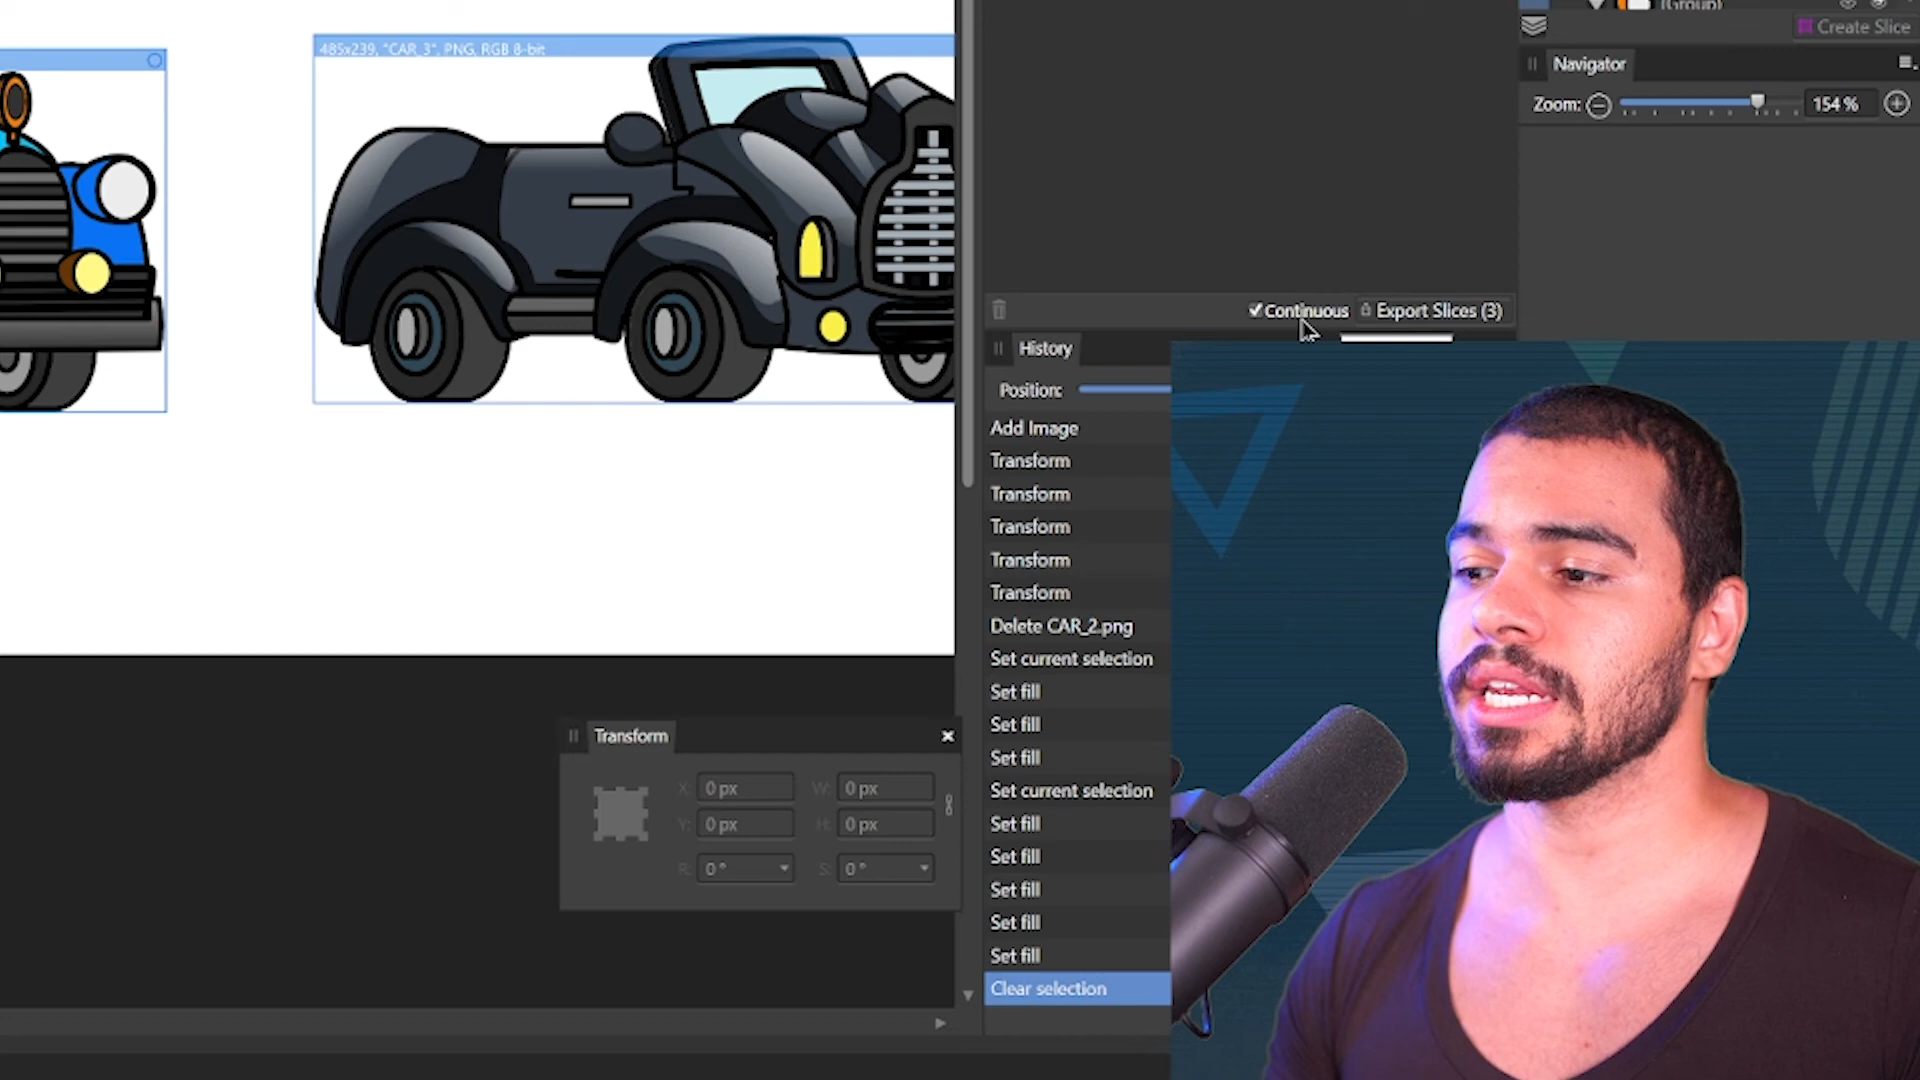 (Group)
Create Slice
485x239, "CAR_3", PNG, RGB 8-bit
Navigator
Zoom:
154 %
Continuous
Export Slices (3)
History
Position:
Add Image
Transform
Transform
Transform
Transform
Transform
Delete CAR_2.png
Set current selection
Set fill
Set fill
Set fill
Set current selection
Set fill
Set fill
Set fill
Set fill
Set fill
Clear selection
Transform
X: 0 px W: 0 px
Y: 0 px H: 0 px
R: 0 ° S: 0 °